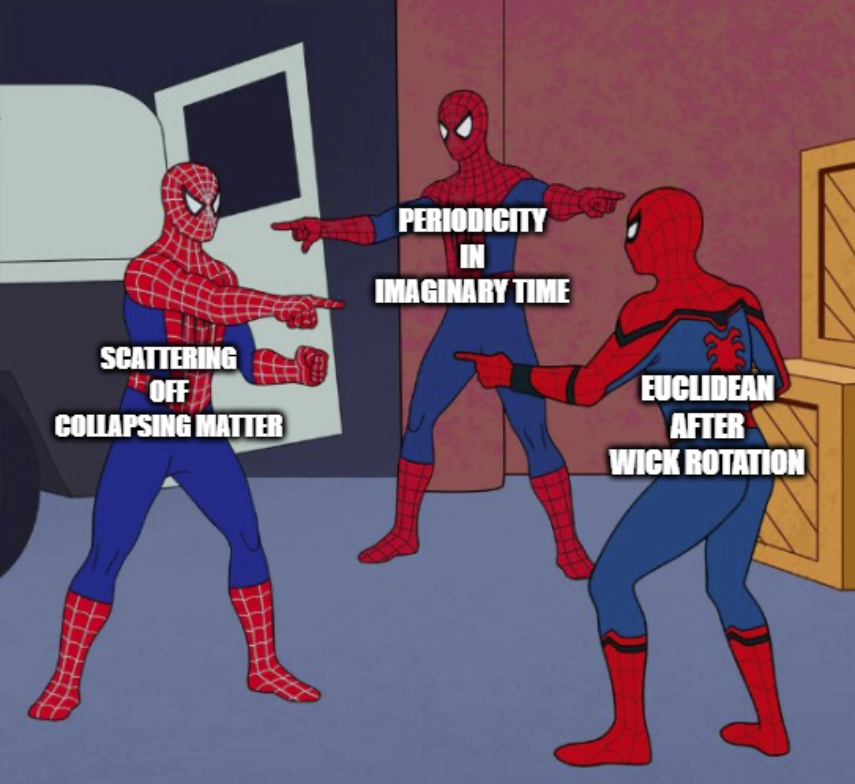 PERIODICITY
IN
IMAGINARY TIME
SCATTERING
OFF
COLLAPSING MATTER
EUCLIDEAN
AFTER
WICK ROTATION